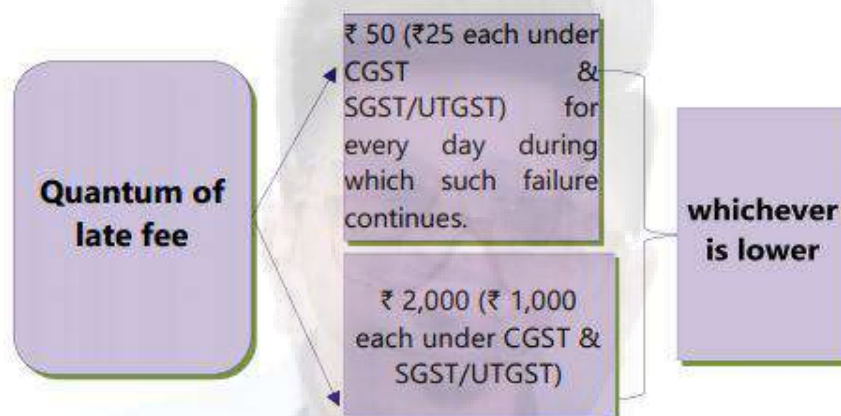 Quantum of
late fee
₹ 50 (₹25 each under
CGST &
SGST/UTGST) for
every day during
which such failure
continues.
₹ 2,000 (₹ 1,000
each under CGST &
SGST/UTGST)
whichever
is lower